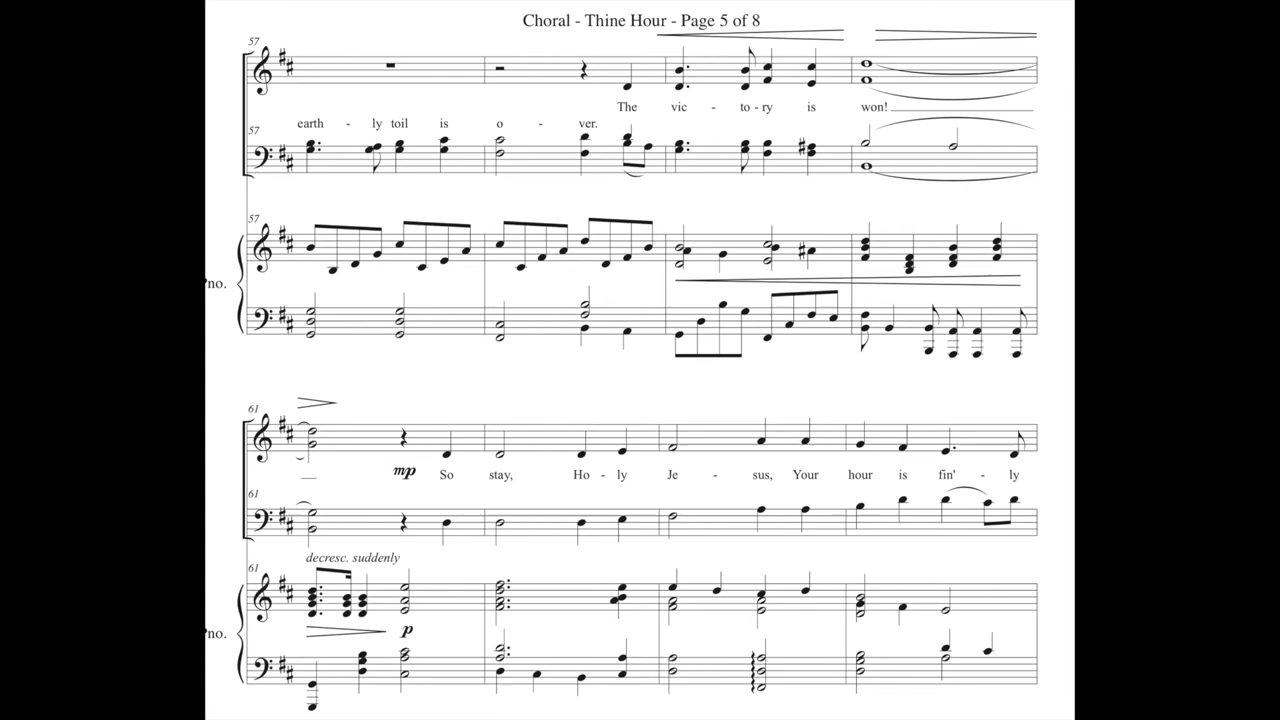 Choral - Thine Hour - Page 5 of 8
57
The vic - to - ry is won!
earth - ly toil is o - ver.
57
57
no.
61
mp So stay, Ho - ly Je - sus, Your hour is fin' - ly
61
decresc. suddenly
61
p
no.